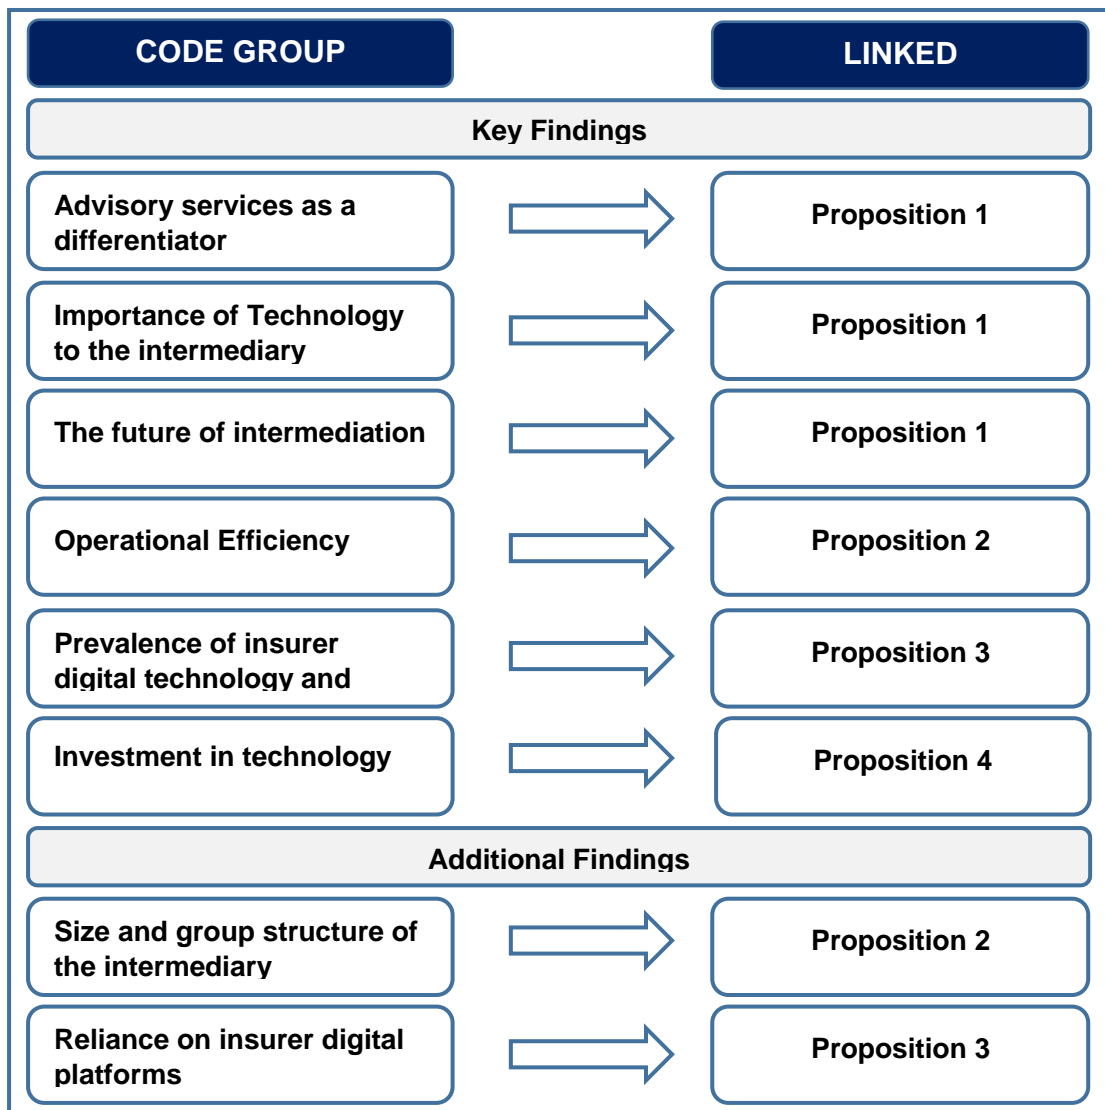 CODE GROUP
LINKED
Key Findings
Advisory services as a
differentiator
Proposition 1
Importance of Technology
to the intermediary
Proposition 1
The future of intermediation
Proposition 1
Operational Efficiency
Proposition 2
Prevalence of insurer
digital technology and
Proposition 3
Investment in technology
Proposition 4
Additional Findings
Size and group structure of
the intermediary
Proposition 2
Reliance on insurer digital
platforms
Proposition 3